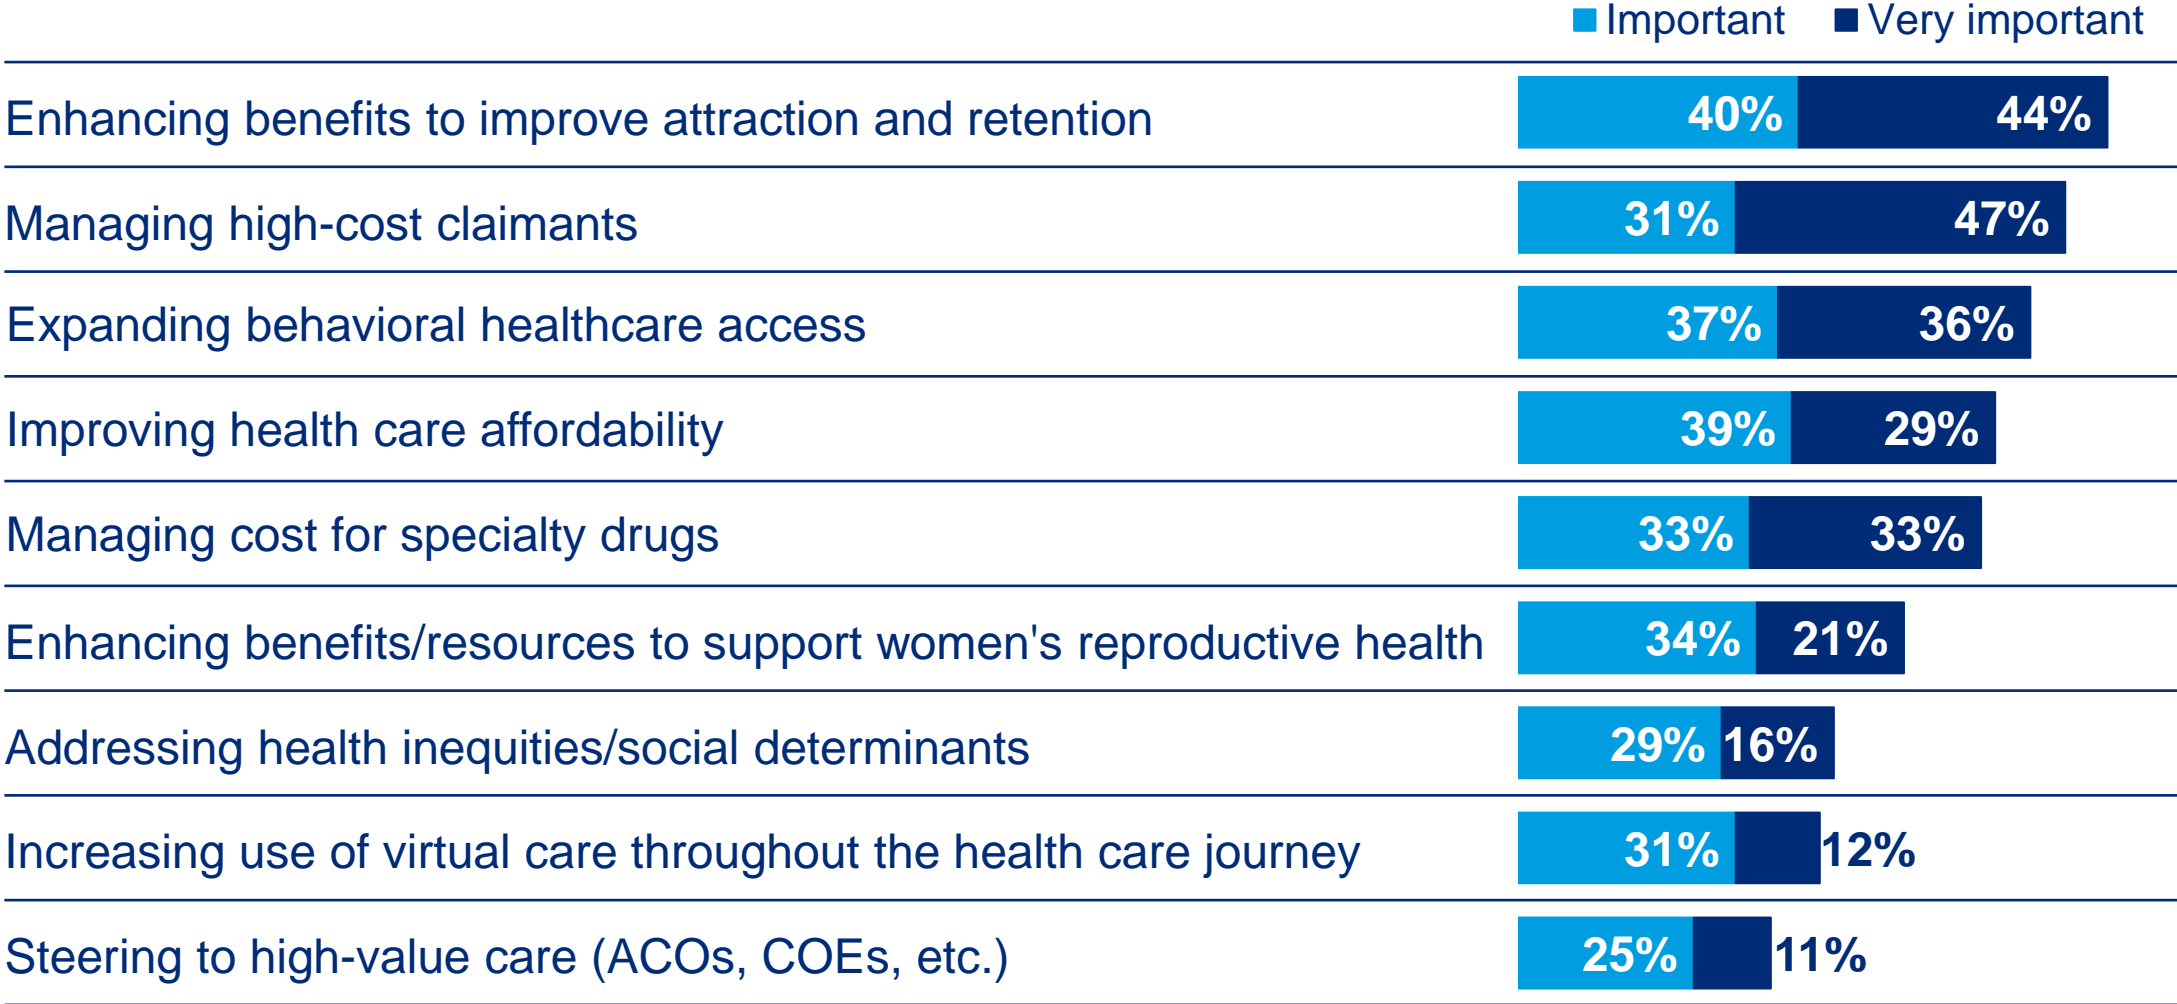 Important Very important
Enhancing benefits to improve attraction and retention 40% 44%
Managing high-cost claimants 31% 47%
Expanding behavioral healthcare access 37% 36%
Improving health care affordability 39% 29%
Managing cost for specialty drugs 33% 33%
Enhancing benefits/resources to support women's reproductive health 34% 21%
Addressing health inequities/social determinants 29% 16%
Increasing use of virtual care throughout the health care journey 31% 12%
Steering to high-value care (ACOs, COEs, etc.) 25% 11%